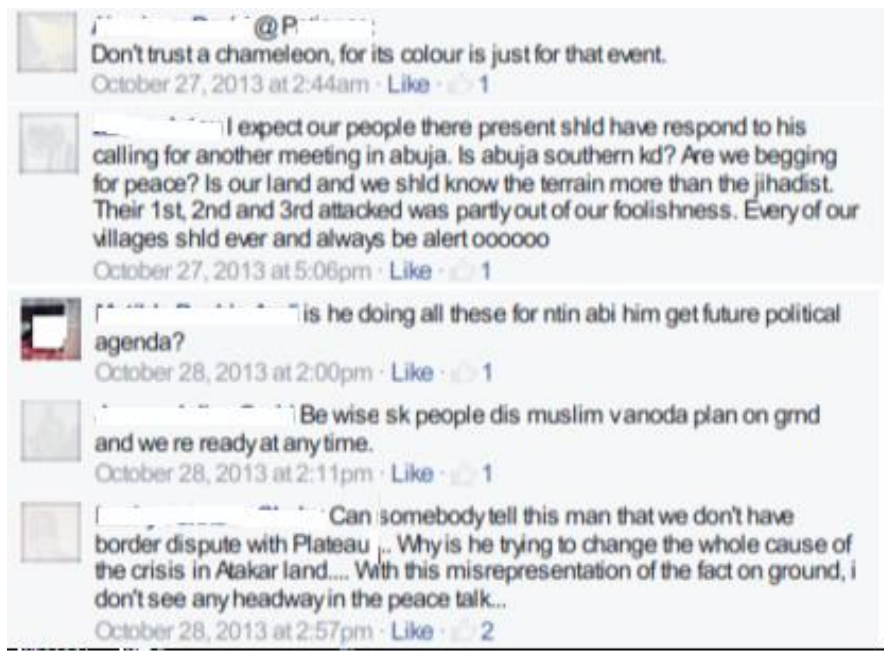 @P
Don't trust a chameleon, for its colour is just for that event.
October 27, 2013 at 2:44am · Like · 1
I expect our people there present shld have respond to his
calling for another meeting in abuja. Is abuja southern kd? Are we begging
for peace? Is our land and we shld know the terrain more than the jihadist.
Their 1st, 2nd and 3rd attacked was partly out of our foolishness. Every of our
villages shld ever and always be alert oooooo
October 27, 2013 at 5:06pm · Like · 1
is he doing all these for ntin abi him get future political
agenda?
October 28, 2013 at 2:00pm · Like · 1
Be wise sk people dis muslim vanoda plan on grnd
and we re ready at any time.
October 28, 2013 at 2:11pm · Like · 1
Can somebody tell this man that we don't have
border dispute with Plateau ... Why is he trying to change the whole cause of
the crisis in Atakar land.... With this misrepresentation of the fact on ground, i
don't see any headway in the peace talk...
October 28, 2013 at 2:57pm · Like · 2